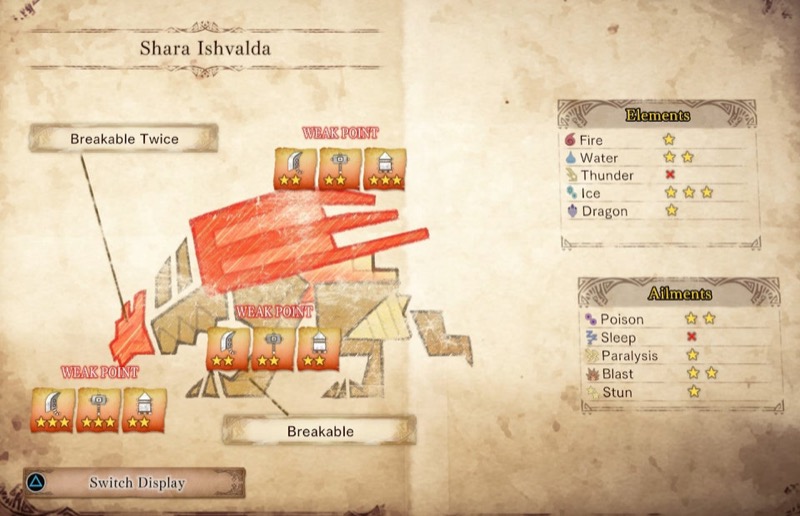 Shara Ishvalda
Breakable Twice
WEAK POINT
WEAK POINT
WEAK POINT
Breakable
Switch Display
Elements
Fire
Water
Thunder
Ice
Dragon
Ailments
Poison
Sleep
Paralysis
Blast
Stun